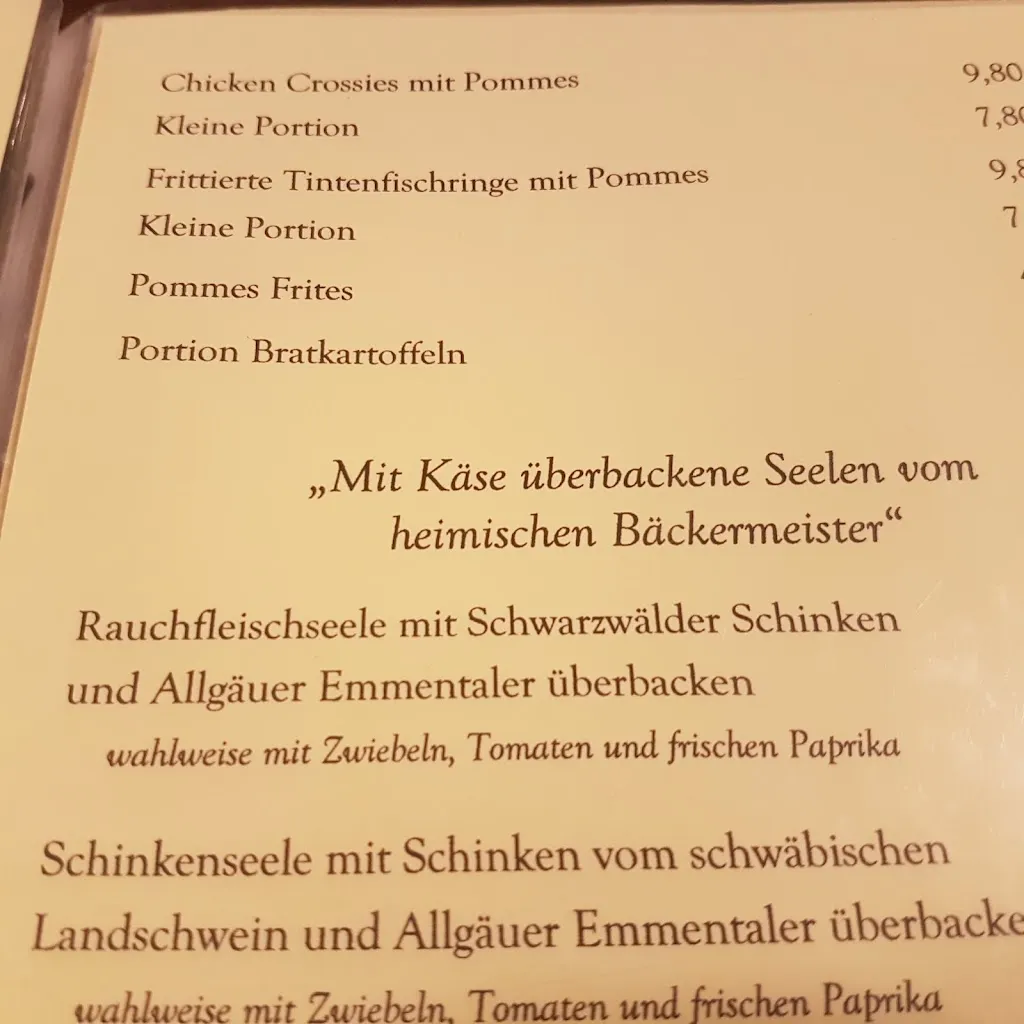 Chicken Crossies mit Pommes 9,80
Kleine Portion 7,80
Frittierte Tintenfischringe mit Pommes 9,8
Kleine Portion 7
Pommes Frites
Portion Bratkartoffeln
„Mit Käse überbackene Seelen vom
heimischen Bäckermeister“
Rauchfleischseele mit Schwarzwälder Schinken
und Allgäuer Emmentaler überbacken
wahlweise mit Zwiebeln, Tomaten und frischen Paprika
Schinkenseele mit Schinken vom schwäbischen
Landschwein und Allgäuer Emmentaler überbacke
wahlweise mit Zwiebeln, Tomaten und frischen Paprika